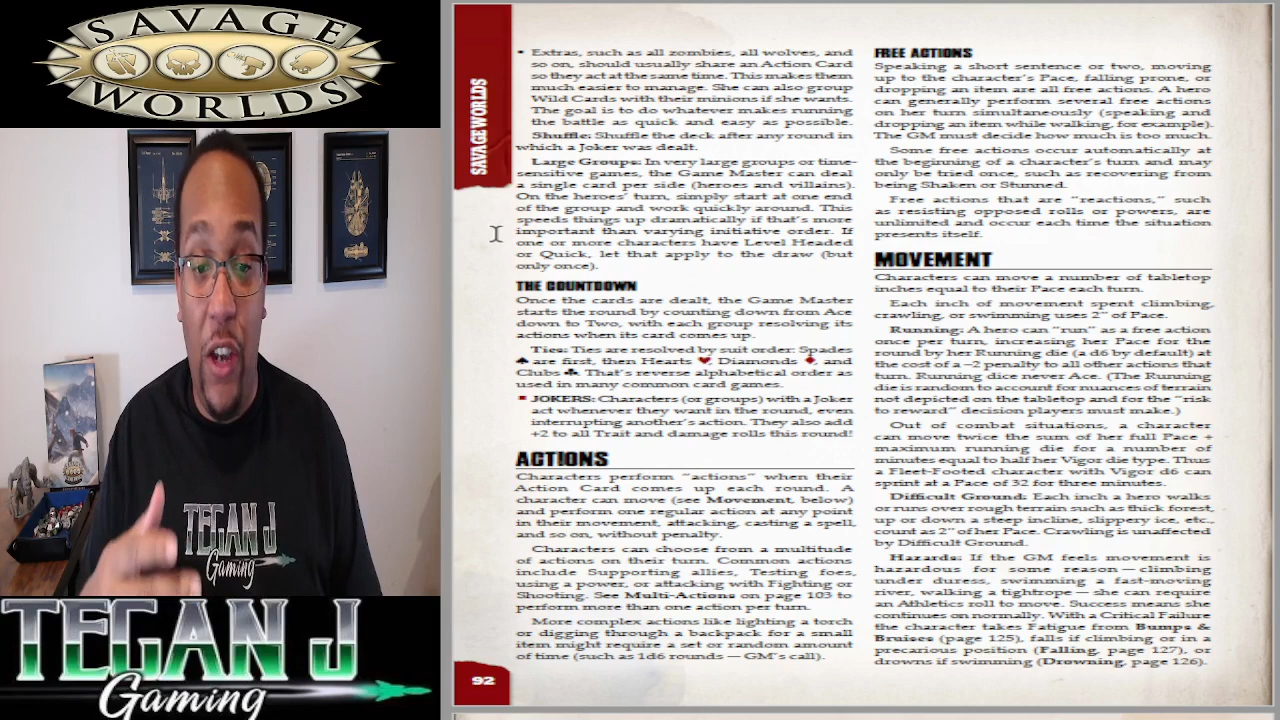 SAVAGE
WORLDS
TEGAN J
Gaming
TEGAN J
Gaming
SAVAGE WORLDS
• Extras, such as all zombies, all wolves, and
so on, should usually share an Action Card
so they act at the same time. This makes them
much easier to manage. She can also group
Wild Cards with their minions if she wants.
The goal is to do whatever makes running
the battle as quick and easy as possible.
Shuffle: Shuffle the deck after any round in
which a Joker was dealt.
Large Groups: In very large groups or time-
sensitive games, the Game Master can deal
a single card per side (heroes and villains).
On the heroes' turn, simply start at one end
of the group and work quickly around. This
speeds things up dramatically if that's more
important than varying initiative order. If
one or more characters have Level Headed
or Quick, let that apply to the draw (but
only once).
THE COUNTDOWN
Once the cards are dealt, the Game Master
starts the round by counting down from Ace
down to Two, with each group resolving its
actions when its card comes up.
Ties: Ties are resolved by suit order: Spades
♠ are first, then Hearts ♥, Diamonds ♦, and
Clubs ♣. That's reverse alphabetical order as
used in many common card games.
JOKERS: Characters (or groups) with a Joker
act whenever they want in the round, even
interrupting another's action. They also add
+2 to all Trait and damage rolls this round!
ACTIONS
Characters perform "actions" when their
Action Card comes up each round. A
character can move (see Movement, below)
and perform one regular action at any point
in their movement, attacking, casting a spell,
and so on, without penalty.
Characters can choose from a multitude
of actions on their turn. Common actions
include Supporting allies, Testing foes,
using a power, or attacking with Fighting or
Shooting. See Multi-Actions on page 103 to
perform more than one action per turn.
More complex actions like lighting a torch
or digging through a backpack for a small
item might require a set or random amount
of time (such as 1d6 rounds — GM's call).
92
FREE ACTIONS
Speaking a short sentence or two, moving
up to the character's Pace, falling prone, or
dropping an item are all free actions. A hero
can generally perform several free actions
on her turn simultaneously (speaking and
dropping an item while walking, for example).
The GM must decide how much is too much.
Some free actions occur automatically at
the beginning of a character's turn and may
only be tried once, such as recovering from
being Shaken or Stunned.
Free actions that are "reactions," such
as resisting opposed rolls or powers, are
unlimited and occur each time the situation
presents itself.
MOVEMENT
Characters can move a number of tabletop
inches equal to their Pace each turn.
Each inch of movement spent climbing,
crawling, or swimming uses 2" of Pace.
Running: A hero can "run" as a free action
once per turn, increasing her Pace for the
round by her Running die (a d6 by default) at
the cost of a −2 penalty to all other actions that
turn. Running dice never Ace. (The Running
die is random to account for nuances of terrain
not depicted on the tabletop and for the "risk
to reward" decision players must make.)
Out of combat situations, a character
can move twice the sum of her full Pace +
maximum running die for a number of
minutes equal to half her Vigor die type. Thus
a Fleet-Footed character with Vigor d6 can
sprint at a Pace of 32 for three minutes.
Difficult Ground: Each inch a hero walks
or runs over rough terrain such as thick forest,
up or down a steep incline, slippery ice, etc.,
count as 2" of her Pace. Crawling is unaffected
by Difficult Ground.
Hazards: If the GM feels movement is
hazardous for some reason — climbing
under duress, swimming a fast-moving
river, walking a tightrope — she can require
an Athletics roll to move. Success means she
continues on normally. With a Critical Failure
the character takes Fatigue from Bumps &
Bruises (page 125), falls if climbing or in a
precarious position (Falling, page 127), or
drowns if swimming (Drowning, page 126).